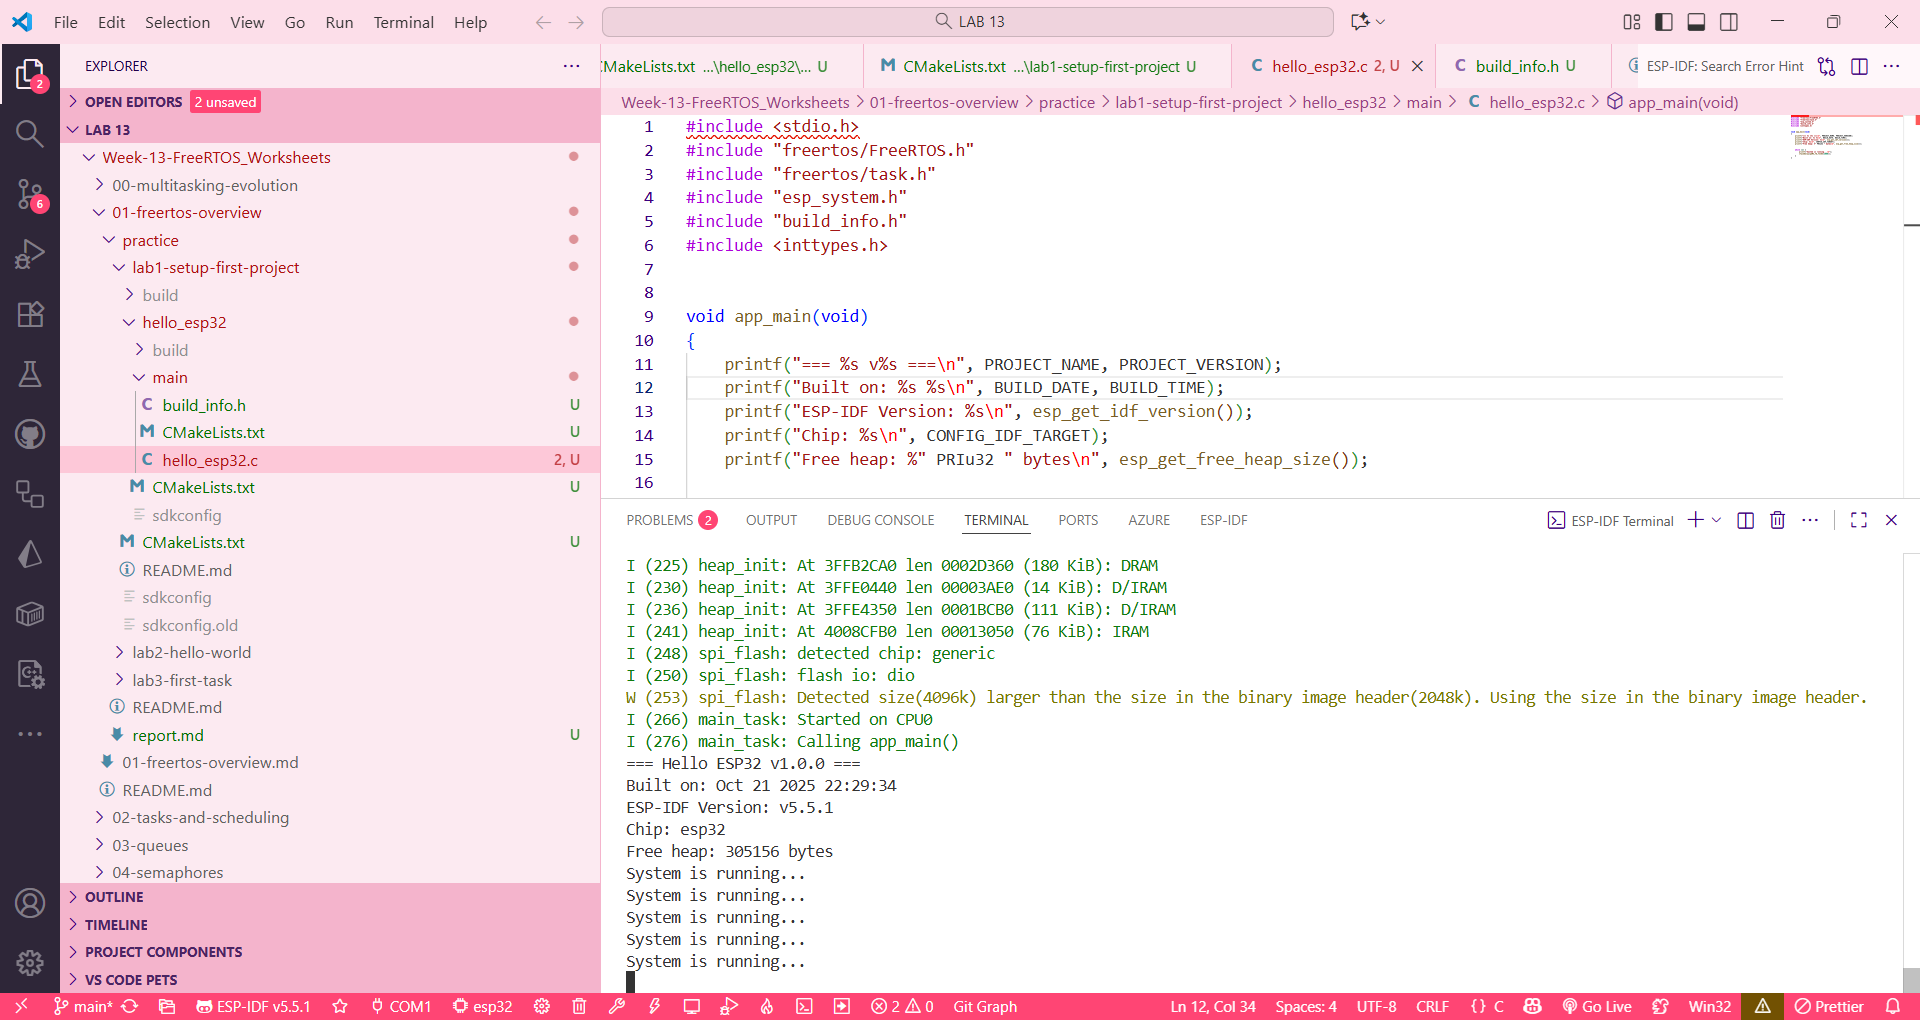 File Edit Selection View Go Run Terminal Help
LAB 13
EXPLORER
OPEN EDITORS 2 unsaved
LAB 13
Week-13-FreeRTOS_Worksheets
00-multitasking-evolution
01-freertos-overview
practice
lab1-setup-first-project
build
hello_esp32
build
main
build_info.h U
CMakeLists.txt U
hello_esp32.c 2, U
CMakeLists.txt U
sdkconfig
CMakeLists.txt U
README.md
sdkconfig
sdkconfig.old
lab2-hello-world
lab3-first-task
README.md
report.md U
01-freertos-overview.md
README.md
02-tasks-and-scheduling
03-queues
04-semaphores
OUTLINE
TIMELINE
PROJECT COMPONENTS
VS CODE PETS
2
6
MakeLists.txt ...\hello_esp32\... U
CMakeLists.txt ...\lab1-setup-first-project U
hello_esp32.c 2, U
build_info.h U
ESP-IDF: Search Error Hint
Week-13-FreeRTOS_Worksheets > 01-freertos-overview > practice > lab1-setup-first-project > hello_esp32 > main > C hello_esp32.c > app_main(void)
1 #include <stdio.h>
2 #include "freertos/FreeRTOS.h"
3 #include "freertos/task.h"
4 #include "esp_system.h"
5 #include "build_info.h"
6 #include <inttypes.h>
7
8
9 void app_main(void)
10 {
11 printf("=== %s v%s ===\n", PROJECT_NAME, PROJECT_VERSION);
12 printf("Built on: %s %s\n", BUILD_DATE, BUILD_TIME);
13 printf("ESP-IDF Version: %s\n", esp_get_idf_version());
14 printf("Chip: %s\n", CONFIG_IDF_TARGET);
15 printf("Free heap: %" PRIu32 " bytes\n", esp_get_free_heap_size());
16
PROBLEMS 2 OUTPUT DEBUG CONSOLE TERMINAL PORTS AZURE ESP-IDF
ESP-IDF Terminal
I (225) heap_init: At 3FFB2CA0 len 0002D360 (180 KiB): DRAM
I (230) heap_init: At 3FFE0440 len 00003AE0 (14 KiB): D/IRAM
I (236) heap_init: At 3FFE4350 len 0001BCB0 (111 KiB): D/IRAM
I (241) heap_init: At 4008CFB0 len 00013050 (76 KiB): IRAM
I (248) spi_flash: detected chip: generic
I (250) spi_flash: flash io: dio
W (253) spi_flash: Detected size(4096k) larger than the size in the binary image header(2048k). Using the size in the binary image header.
I (266) main_task: Started on CPU0
I (276) main_task: Calling app_main()
=== Hello ESP32 v1.0.0 ===
Built on: Oct 21 2025 22:29:34
ESP-IDF Version: v5.5.1
Chip: esp32
Free heap: 305156 bytes
System is running...
System is running...
System is running...
System is running...
System is running...
main* ESP-IDF v5.5.1 COM1 esp32 2 0 Git Graph Ln 12, Col 34 Spaces: 4 UTF-8 CRLF {} C Go Live Win32 Prettier